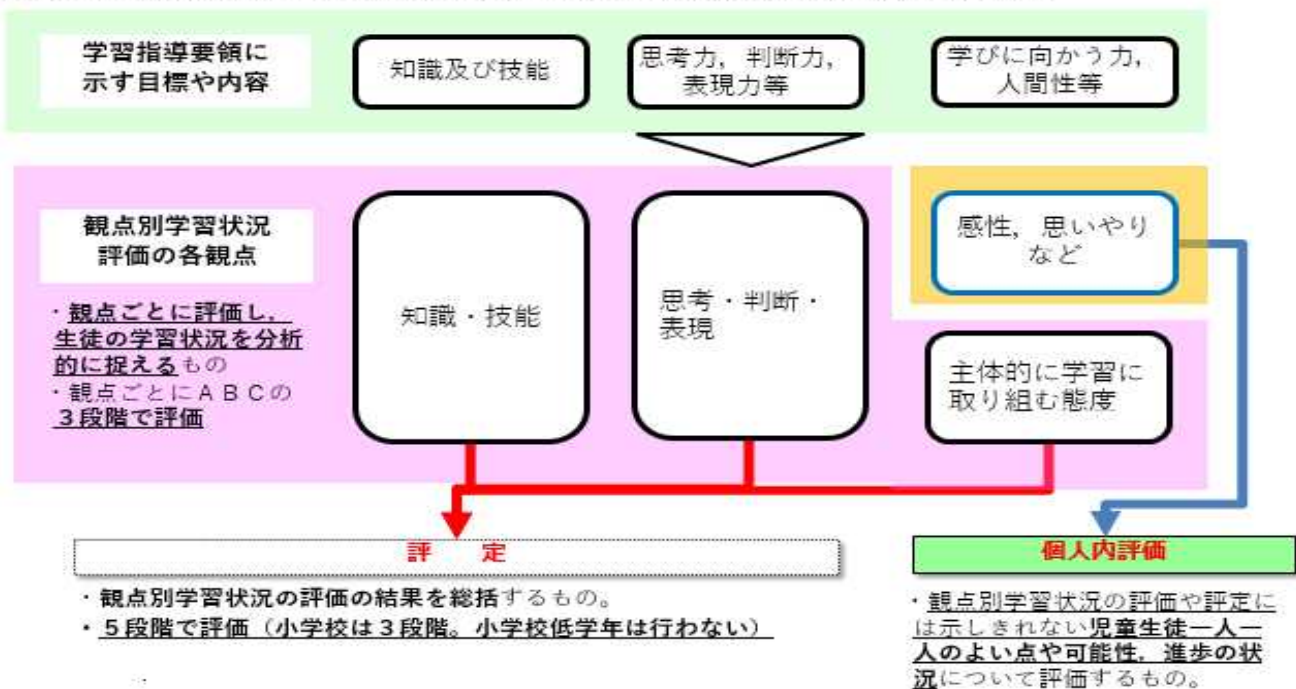 学習指導要領に
示す目標や内容
知識及び技能
思考力，判断力，
表現力等
学びに向かう力，
人間性等
観点別学習状況
評価の各観点
・観点ごとに評価し，
生徒の学習状況を分析
的に捉えるもの
・観点ごとにＡＢＣの
３段階で評価
知識・技能
思考・判断・
表現
感性，思いやり
など
主体的に学習に
取り組む態度
評　定
・観点別学習状況の評価の結果を総括するもの。
・５段階で評価（小学校は３段階。小学校低学年は行わない）
個人内評価
・観点別学習状況の評価や評定に
は示しきれない児童生徒一人一
人のよい点や可能性，進歩の状
況について評価するもの。